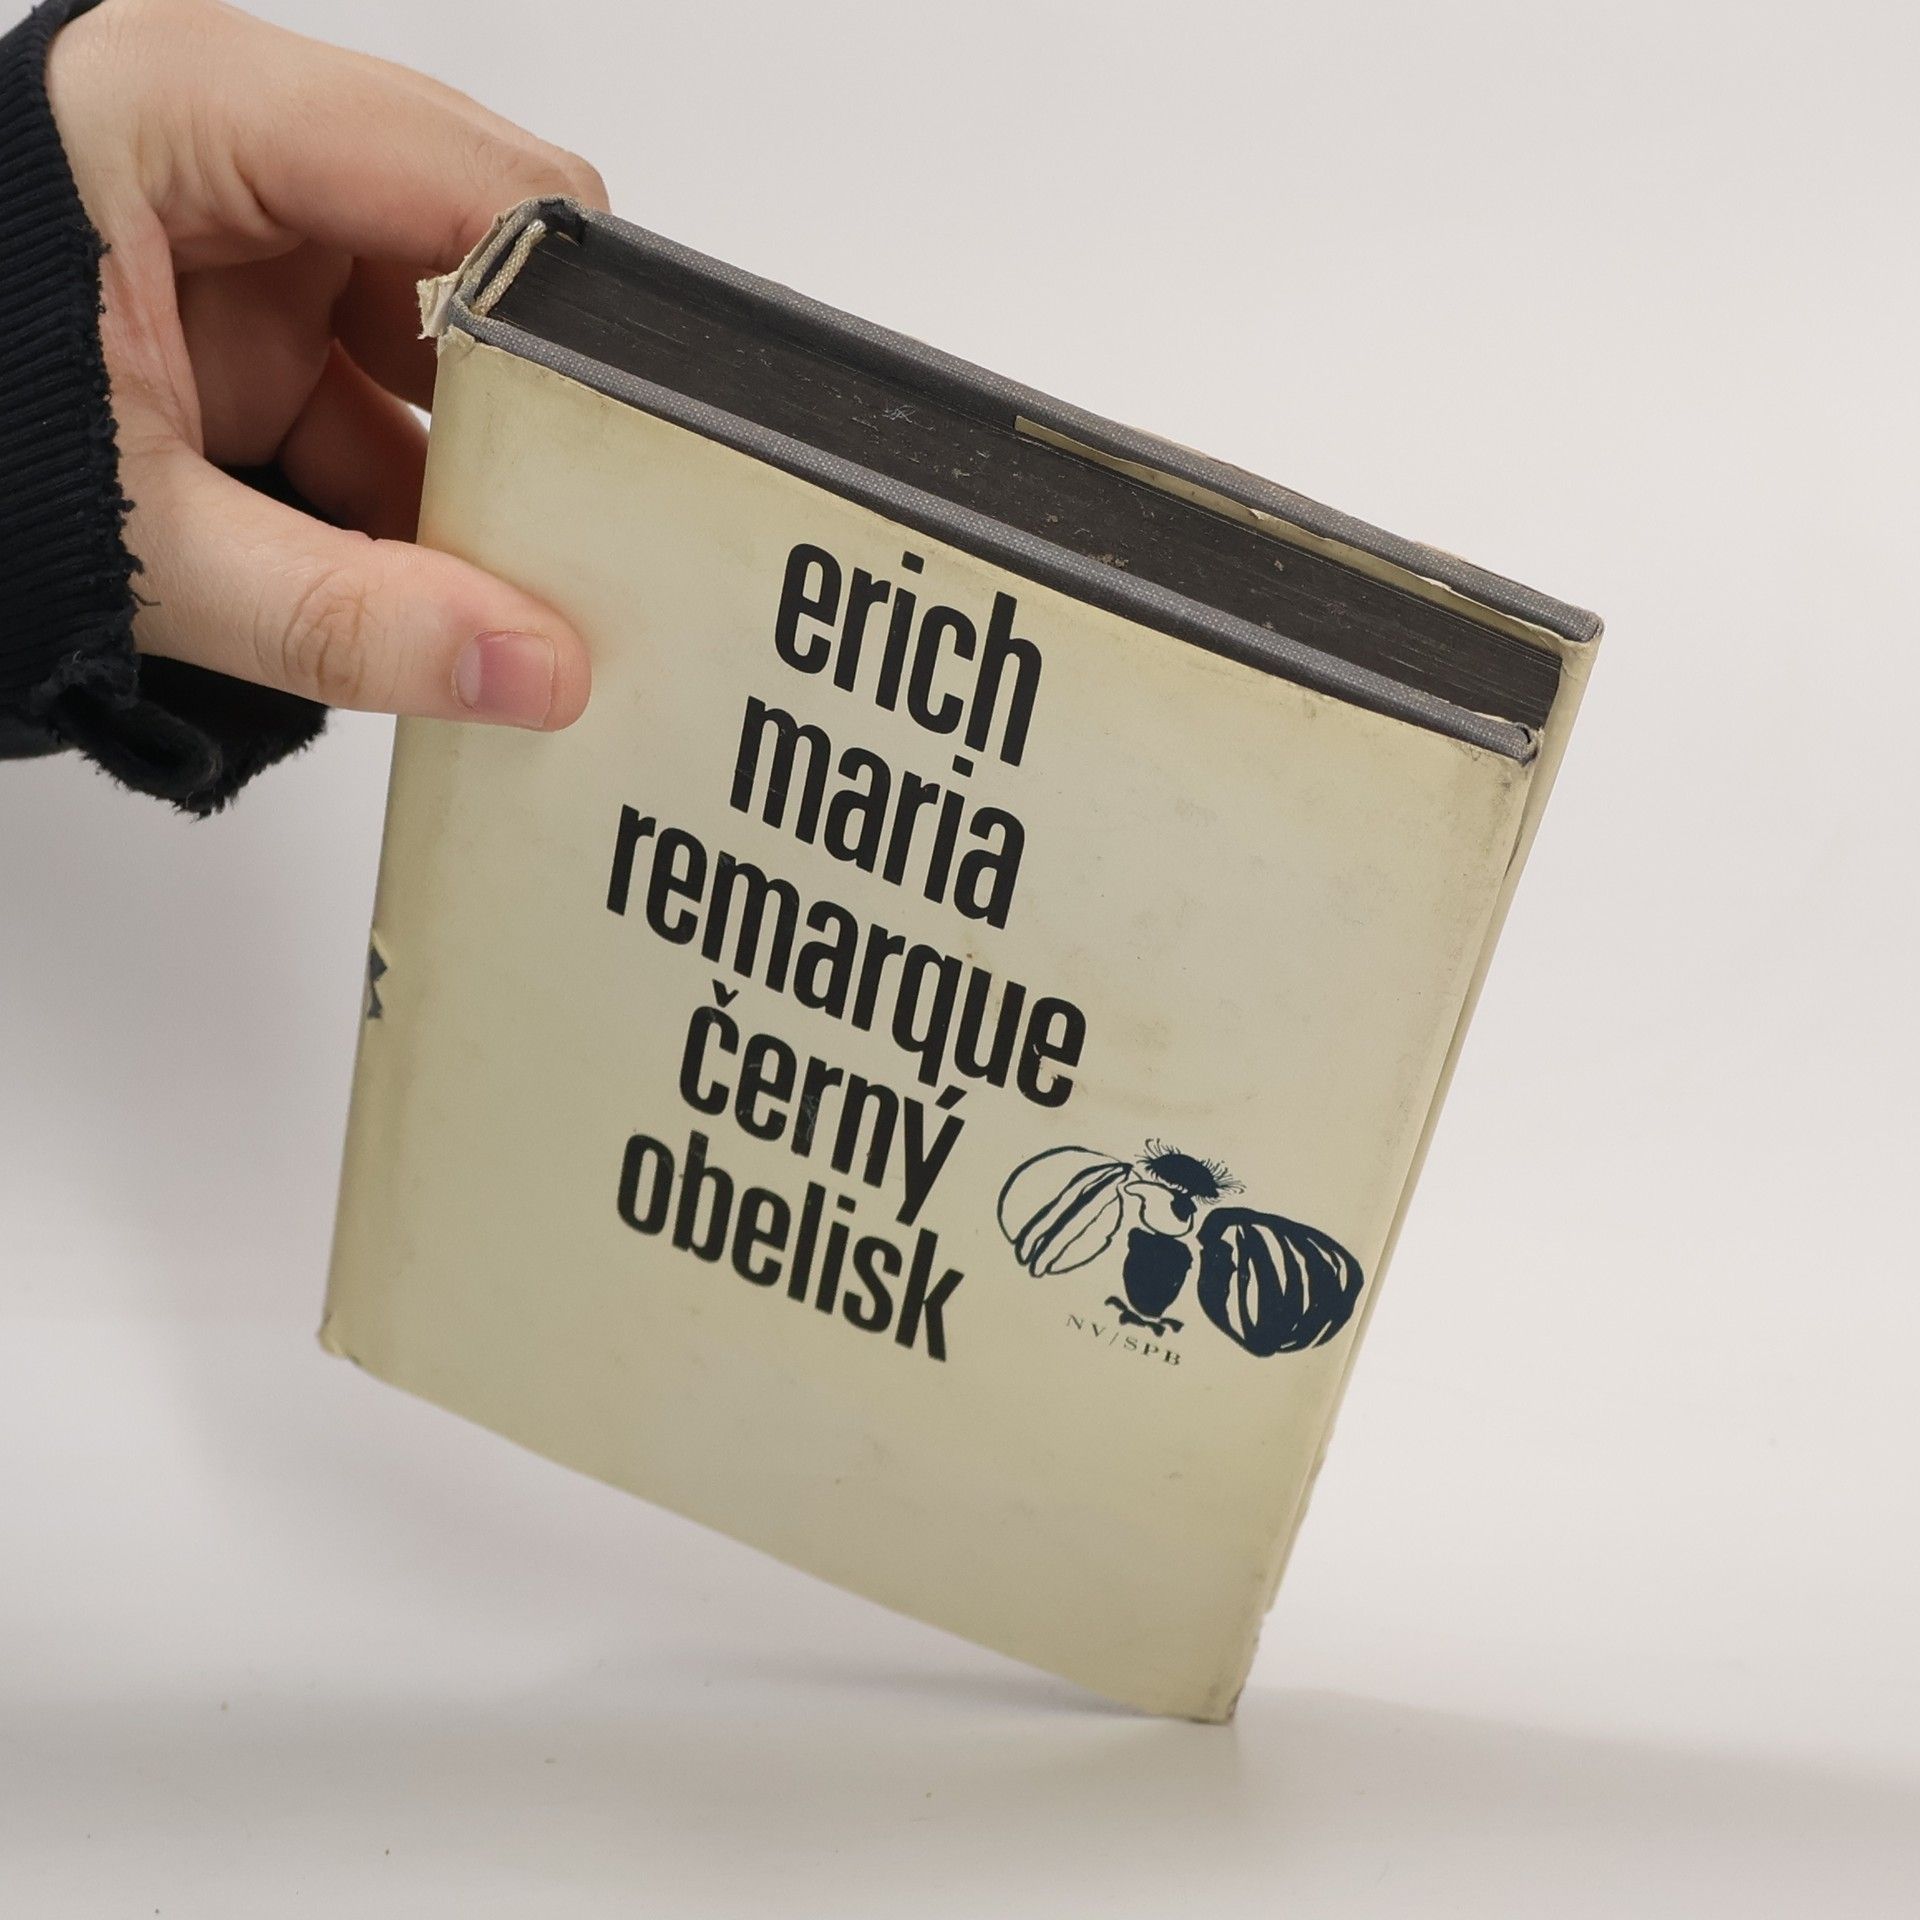 erich
maria
remarque
černý
obelisk
NV/SPB